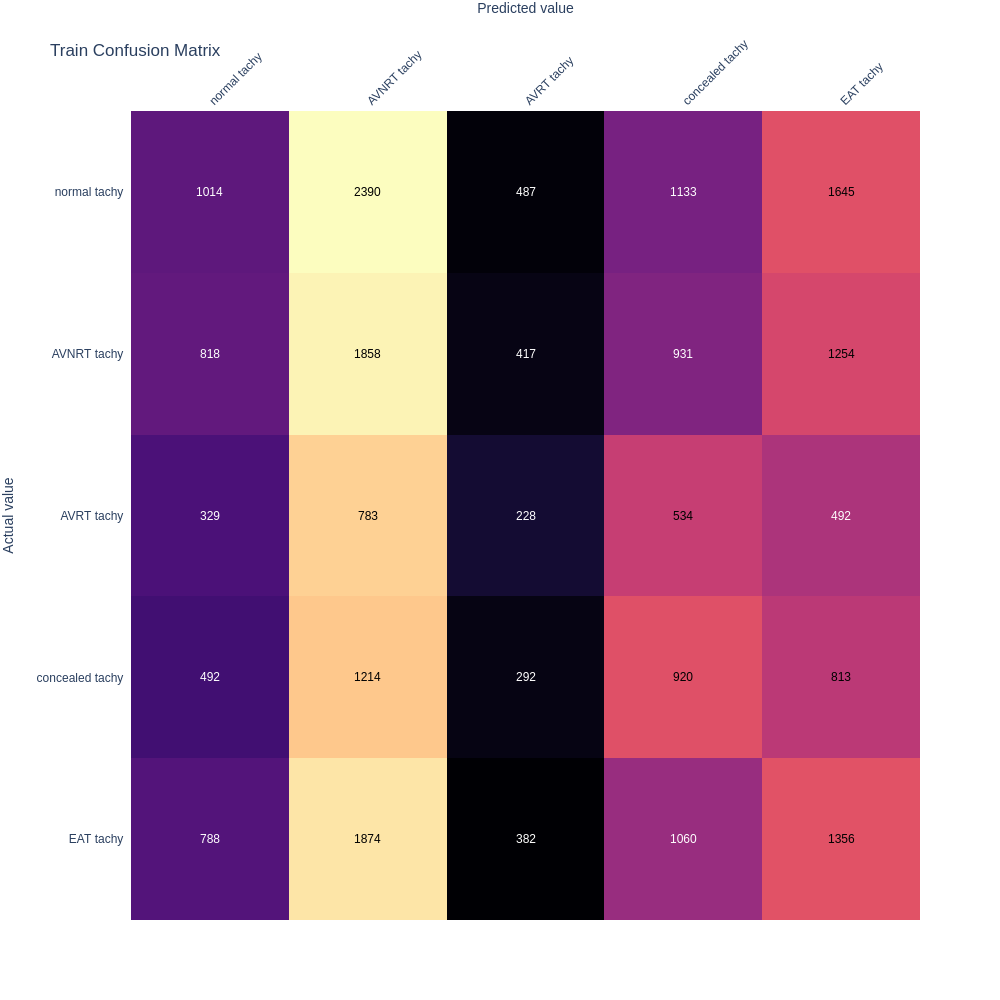 Predicted value
Train Confusion Matrix
normal tachy
AVNRT tachy
AVRT tachy
concealed tachy
EAT tachy
Actual value
normal tachy 1014 2390 487 1133 1645
AVNRT tachy 818 1858 417 931 1254
AVRT tachy 329 783 228 534 492
concealed tachy 492 1214 292 920 813
EAT tachy 788 1874 382 1060 1356